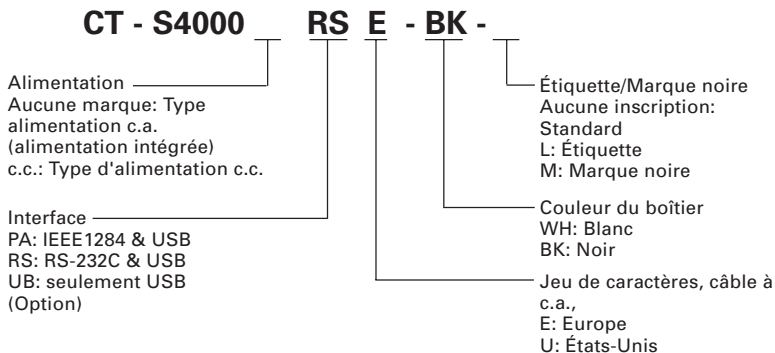 CT - S4000 __ RS E - BK - __
Alimentation
Aucune marque: Type
alimentation c.a.
(alimentation intégrée)
c.c.: Type d'alimentation c.c.
Interface
PA: IEEE1284 & USB
RS: RS-232C & USB
UB: seulement USB
(Option)
Étiquette/Marque noire
Aucune inscription:
Standard
L: Étiquette
M: Marque noire
Couleur du boîtier
WH: Blanc
BK: Noir
Jeu de caractères, câble à
c.a.,
E: Europe
U: États-Unis